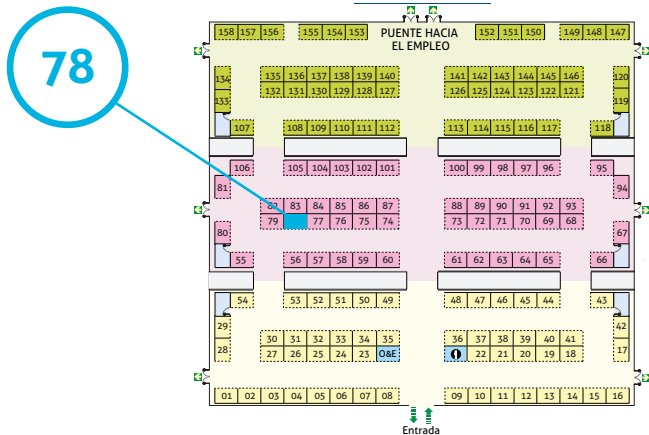 78
158 157 156 155 154 153 PUENTE HACIA 152 151 150 149 148 147
EL EMPLEO
134 135 136 137 138 139 140 141 142 143 144 145 146 120
133 132 131 130 129 128 127 126 125 124 123 122 121 119
107 108 109 110 111 112 113 114 115 116 117 118
106 105 104 103 102 101 100 99 98 97 96 95
81 94
82 83 84 85 86 87 88 89 90 91 92 93
80 79 77 76 75 74 73 72 71 70 69 68 67
55 56 57 58 59 60 61 62 63 64 65 66
54 53 52 51 50 49 48 47 46 45 44 43
29 42
30 31 32 33 34 35 36 37 38 39 40 41
28 27 26 25 24 23 O&E 22 21 20 19 18 17
01 02 03 04 05 06 07 08 09 10 11 12 13 14 15 16
Entrada